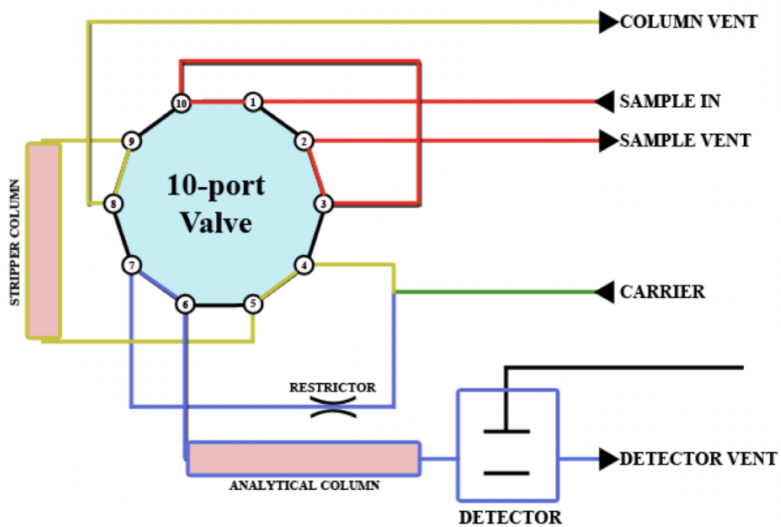 COLUMN VENT
SAMPLE IN
SAMPLE VENT
10
1
9
2
10-port
Valve
8
3
STRIPPER COLUMN
7
4
6
5
CARRIER
RESTRICTOR
DETECTOR VENT
ANALYTICAL COLUMN
DETECTOR